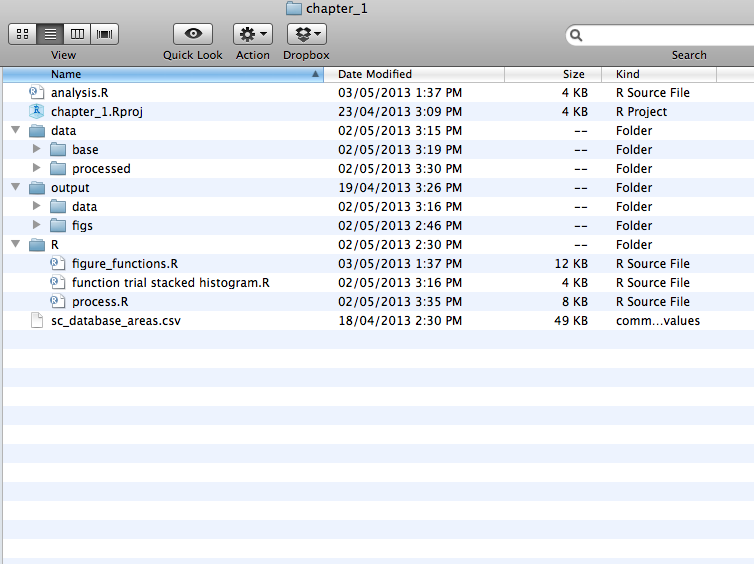 chapter_1
View Quick Look Action Dropbox Search
Name Date Modified Size Kind
analysis.R 03/05/2013 1:37 PM 4 KB R Source File
chapter_1.Rproj 23/04/2013 3:09 PM 4 KB R Project
data 02/05/2013 3:15 PM -- Folder
base 02/05/2013 3:19 PM -- Folder
processed 02/05/2013 3:30 PM -- Folder
output 19/04/2013 3:26 PM -- Folder
data 02/05/2013 3:16 PM -- Folder
figs 02/05/2013 2:46 PM -- Folder
R 02/05/2013 2:30 PM -- Folder
figure_functions.R 03/05/2013 1:37 PM 12 KB R Source File
function trial stacked histogram.R 02/05/2013 3:16 PM 4 KB R Source File
process.R 02/05/2013 3:35 PM 8 KB R Source File
sc_database_areas.csv 18/04/2013 2:30 PM 49 KB comm...values